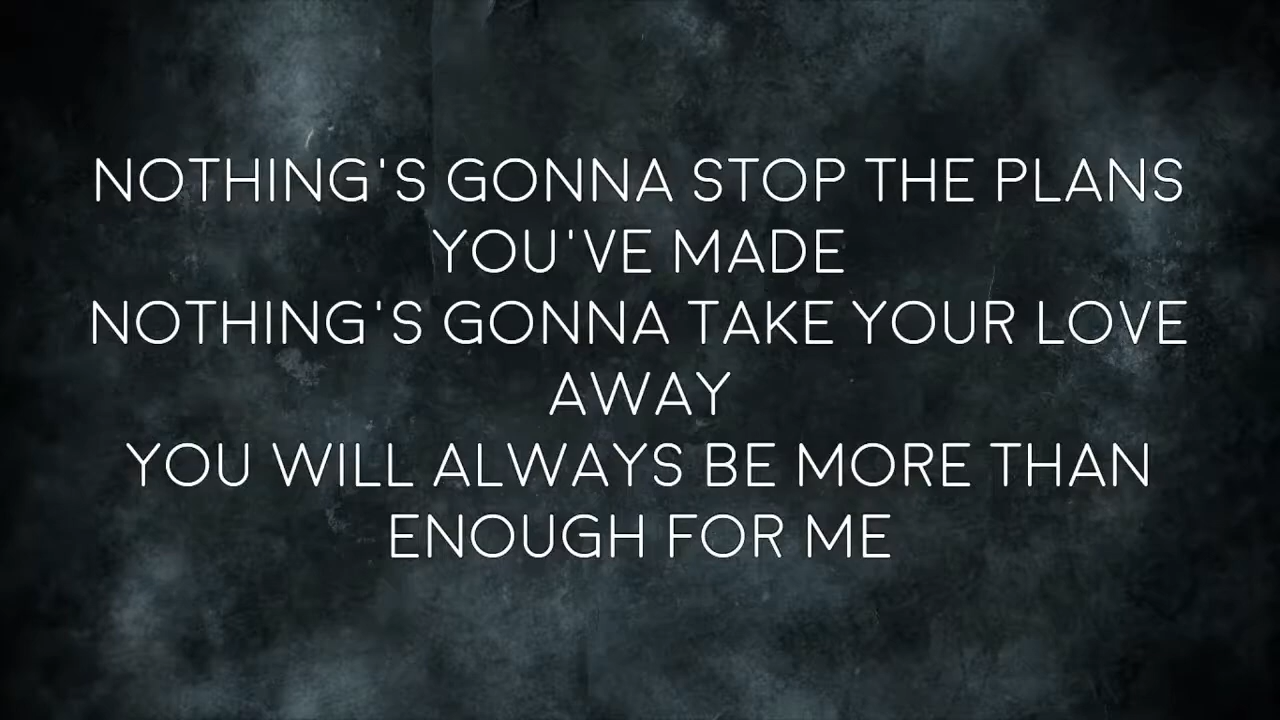 NOTHING'S GONNA STOP THE PLANS
YOU'VE MADE
NOTHING'S GONNA TAKE YOUR LOVE
AWAY
YOU WILL ALWAYS BE MORE THAN
ENOUGH FOR ME